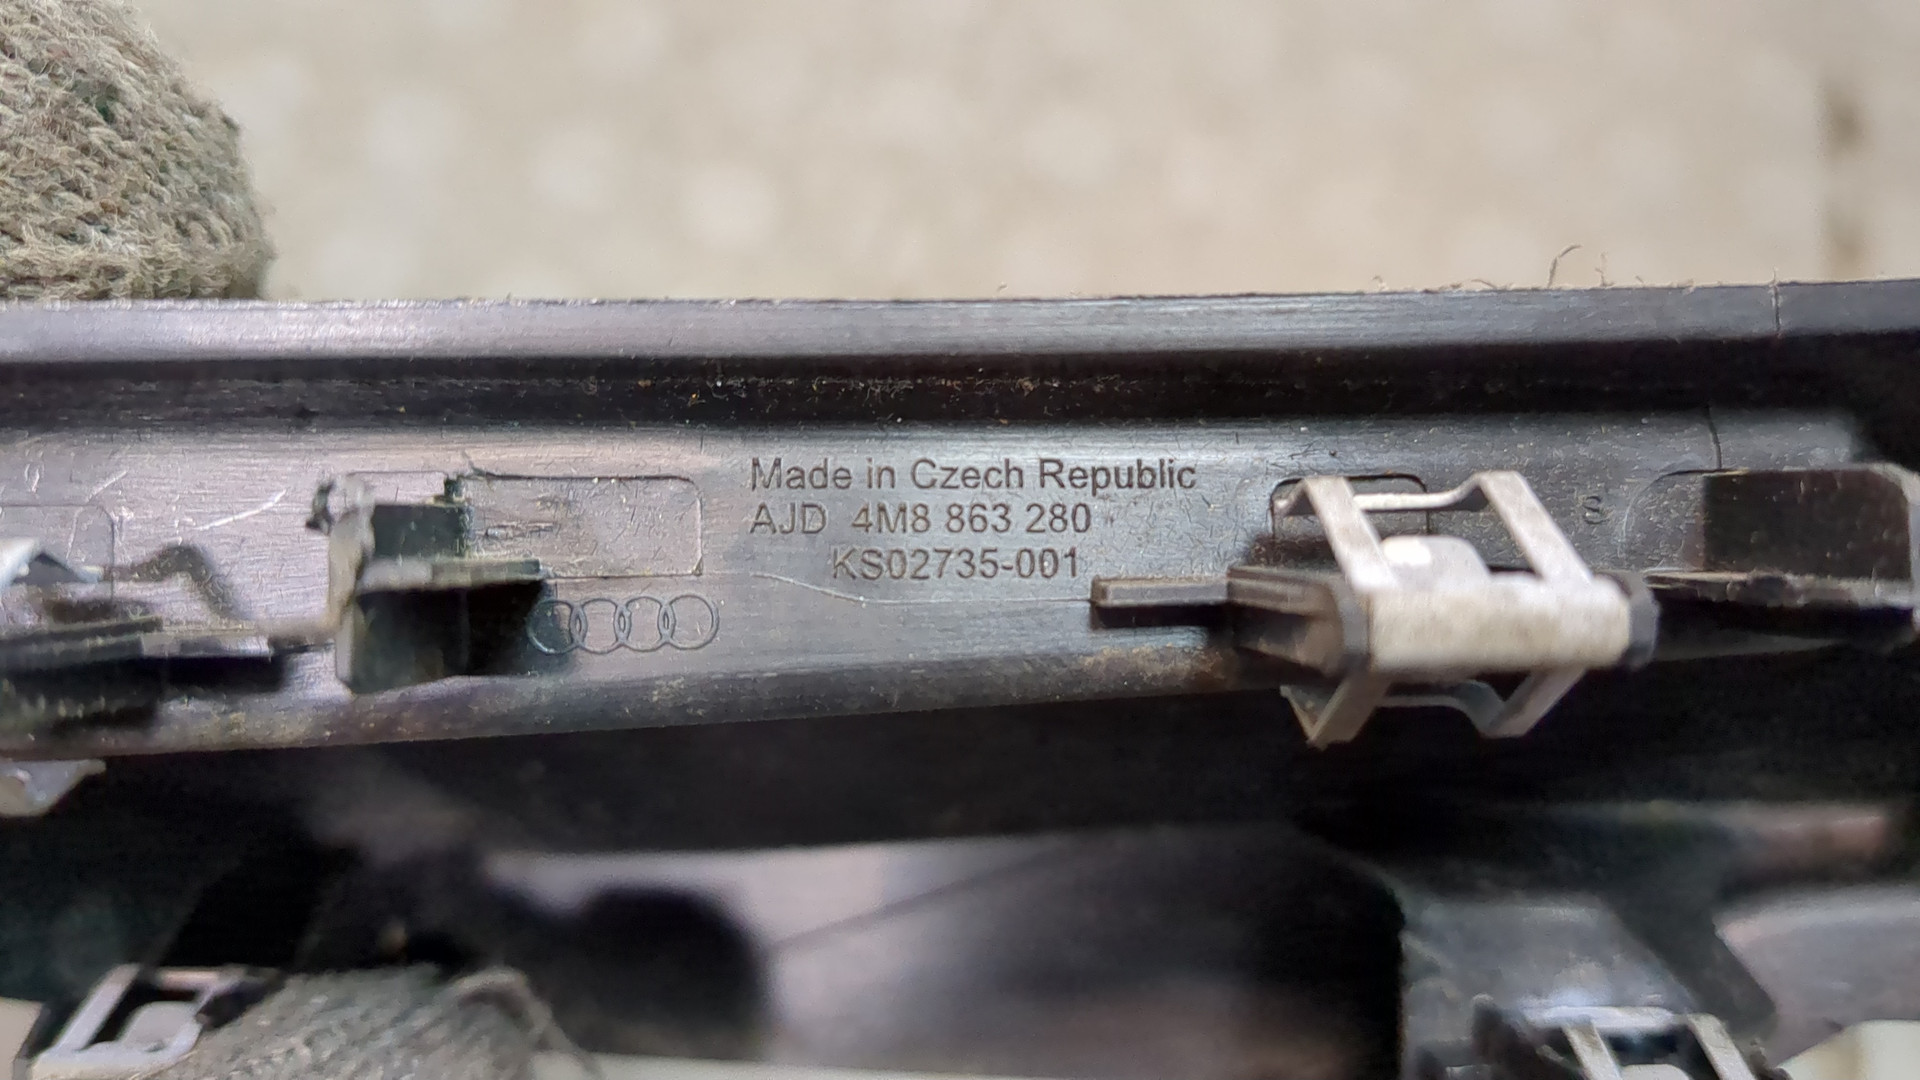 Made in Czech Republic
AJD 4M8 863 280
KS02735-001
S